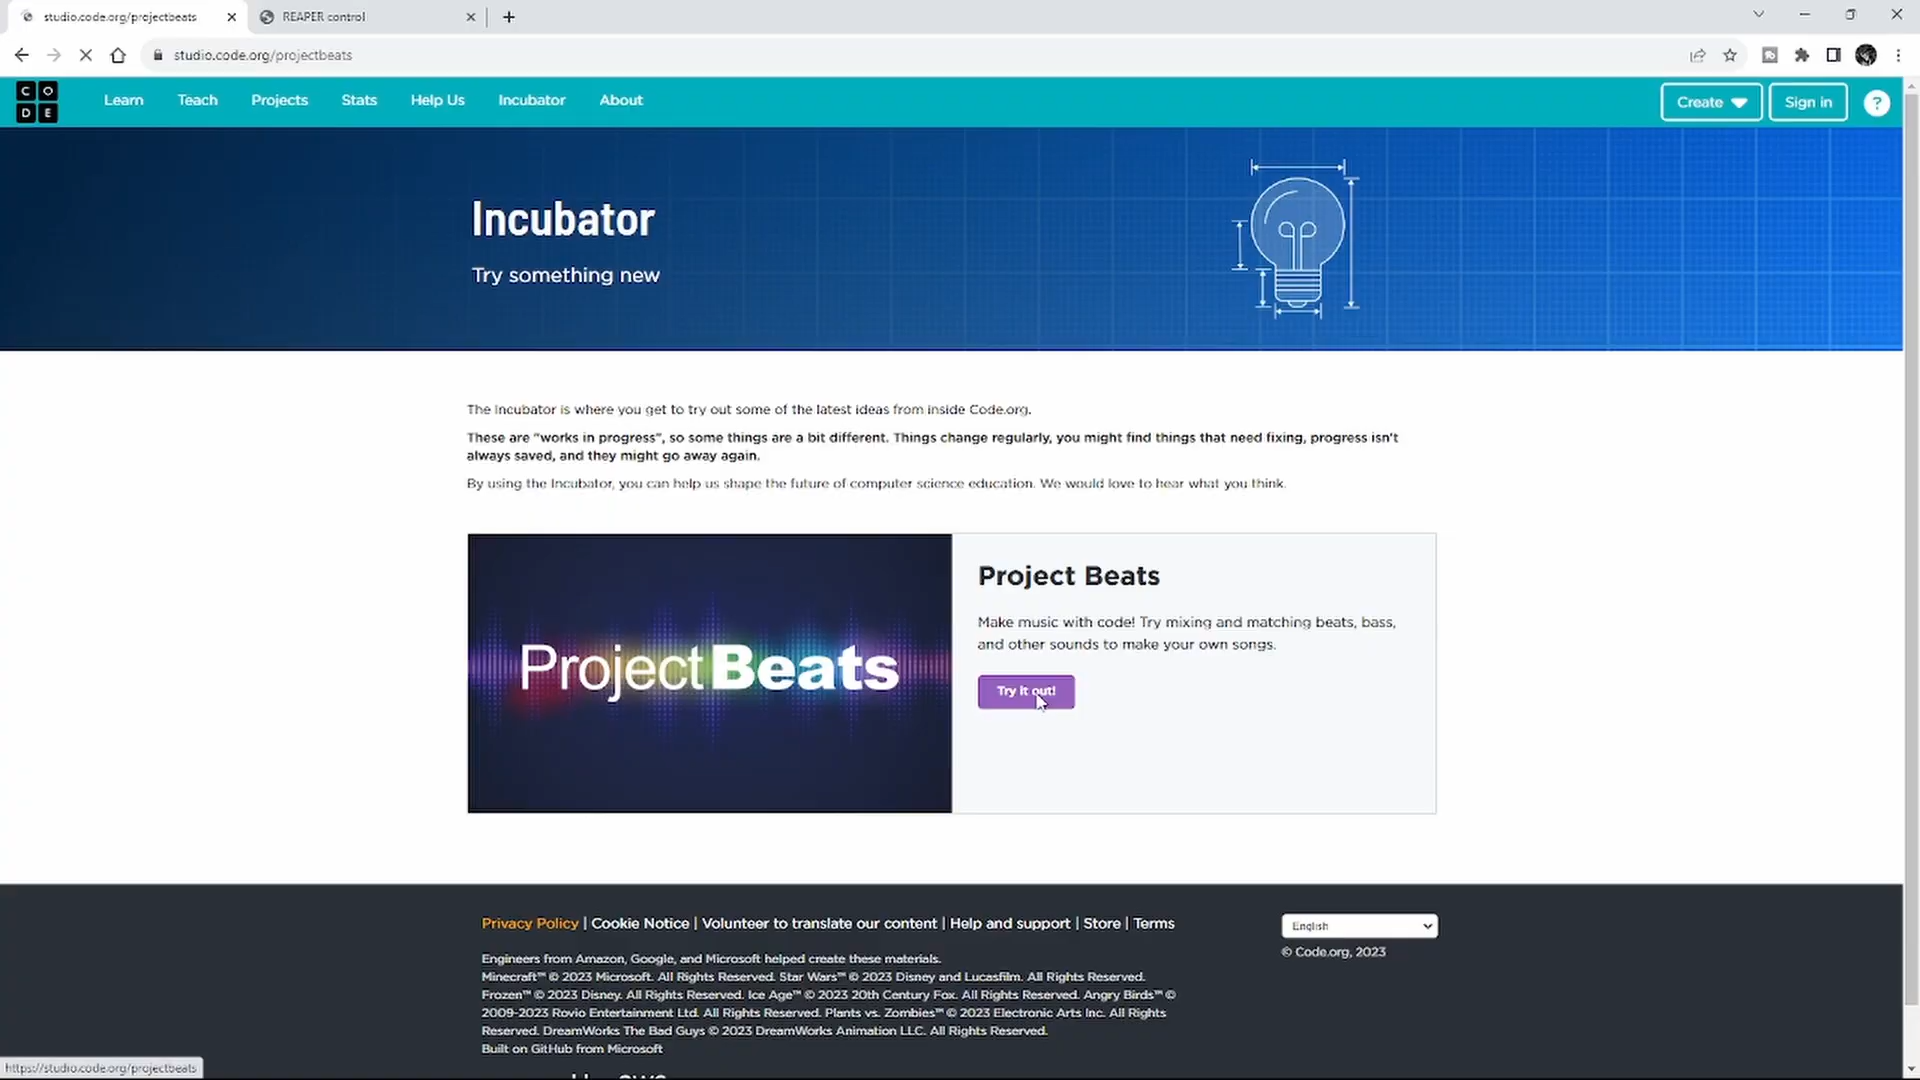 studio.code.org/projectbeats
REAPER control
studio.code.org/projectbeats
CO
DE
Learn
Teach
Projects
Stats
Help Us
Incubator
About
Create
Sign in
?
Incubator
Try something new
The Incubator is where you get to try out some of the latest ideas from inside Code.org.
These are "works in progress", so some things are a bit different. Things change regularly, you might find things that need fixing, progress isn't
always saved, and they might go away again.
By using the Incubator, you can help us shape the future of computer science education. We would love to hear what you think.
ProjectBeats
Project Beats
Make music with code! Try mixing and matching beats, bass,
and other sounds to make your own songs.
Try it out!
Privacy Policy | Cookie Notice | Volunteer to translate our content | Help and support | Store | Terms
English
© Code.org, 2023
Engineers from Amazon, Google, and Microsoft helped create these materials.
Minecraft™ © 2023 Microsoft. All Rights Reserved. Star Wars™ © 2023 Disney and Lucasfilm. All Rights Reserved.
Frozen™ © 2023 Disney. All Rights Reserved. Ice Age™ © 2023 20th Century Fox. All Rights Reserved. Angry Birds™ ©
2009-2023 Rovio Entertainment Ltd. All Rights Reserved. Plants vs. Zombies™ © 2023 Electronic Arts Inc. All Rights
Reserved. DreamWorks The Bad Guys © 2023 DreamWorks Animation LLC. All Rights Reserved.
Built on GitHub from Microsoft
https://studio.code.org/projectbeats